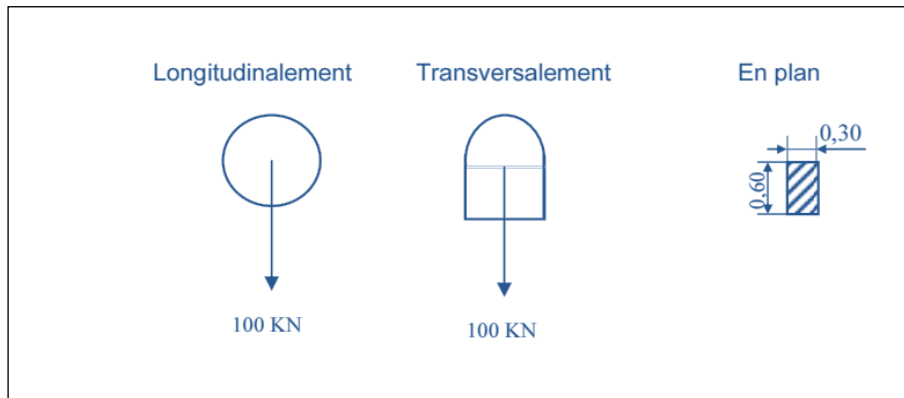 Longitudinalement
Transversalement
En plan
0,30
0,60
100 KN
100 KN